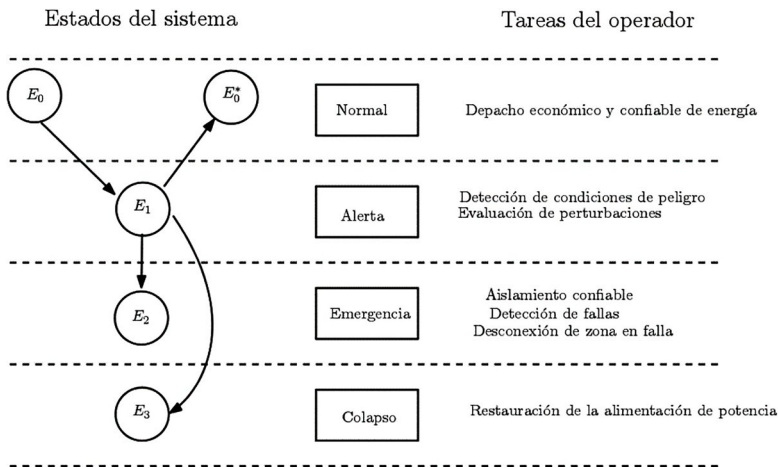 Estados del sistema
Tareas del operador
E0
E0*
Normal
Depacho económico y confiable de energía
E1
Alerta
Detección de condiciones de peligro
Evaluación de perturbaciones
E2
Emergencia
Aislamiento confiable
Detección de fallas
Desconexión de zona en falla
E3
Colapso
Restauración de la alimentación de potencia